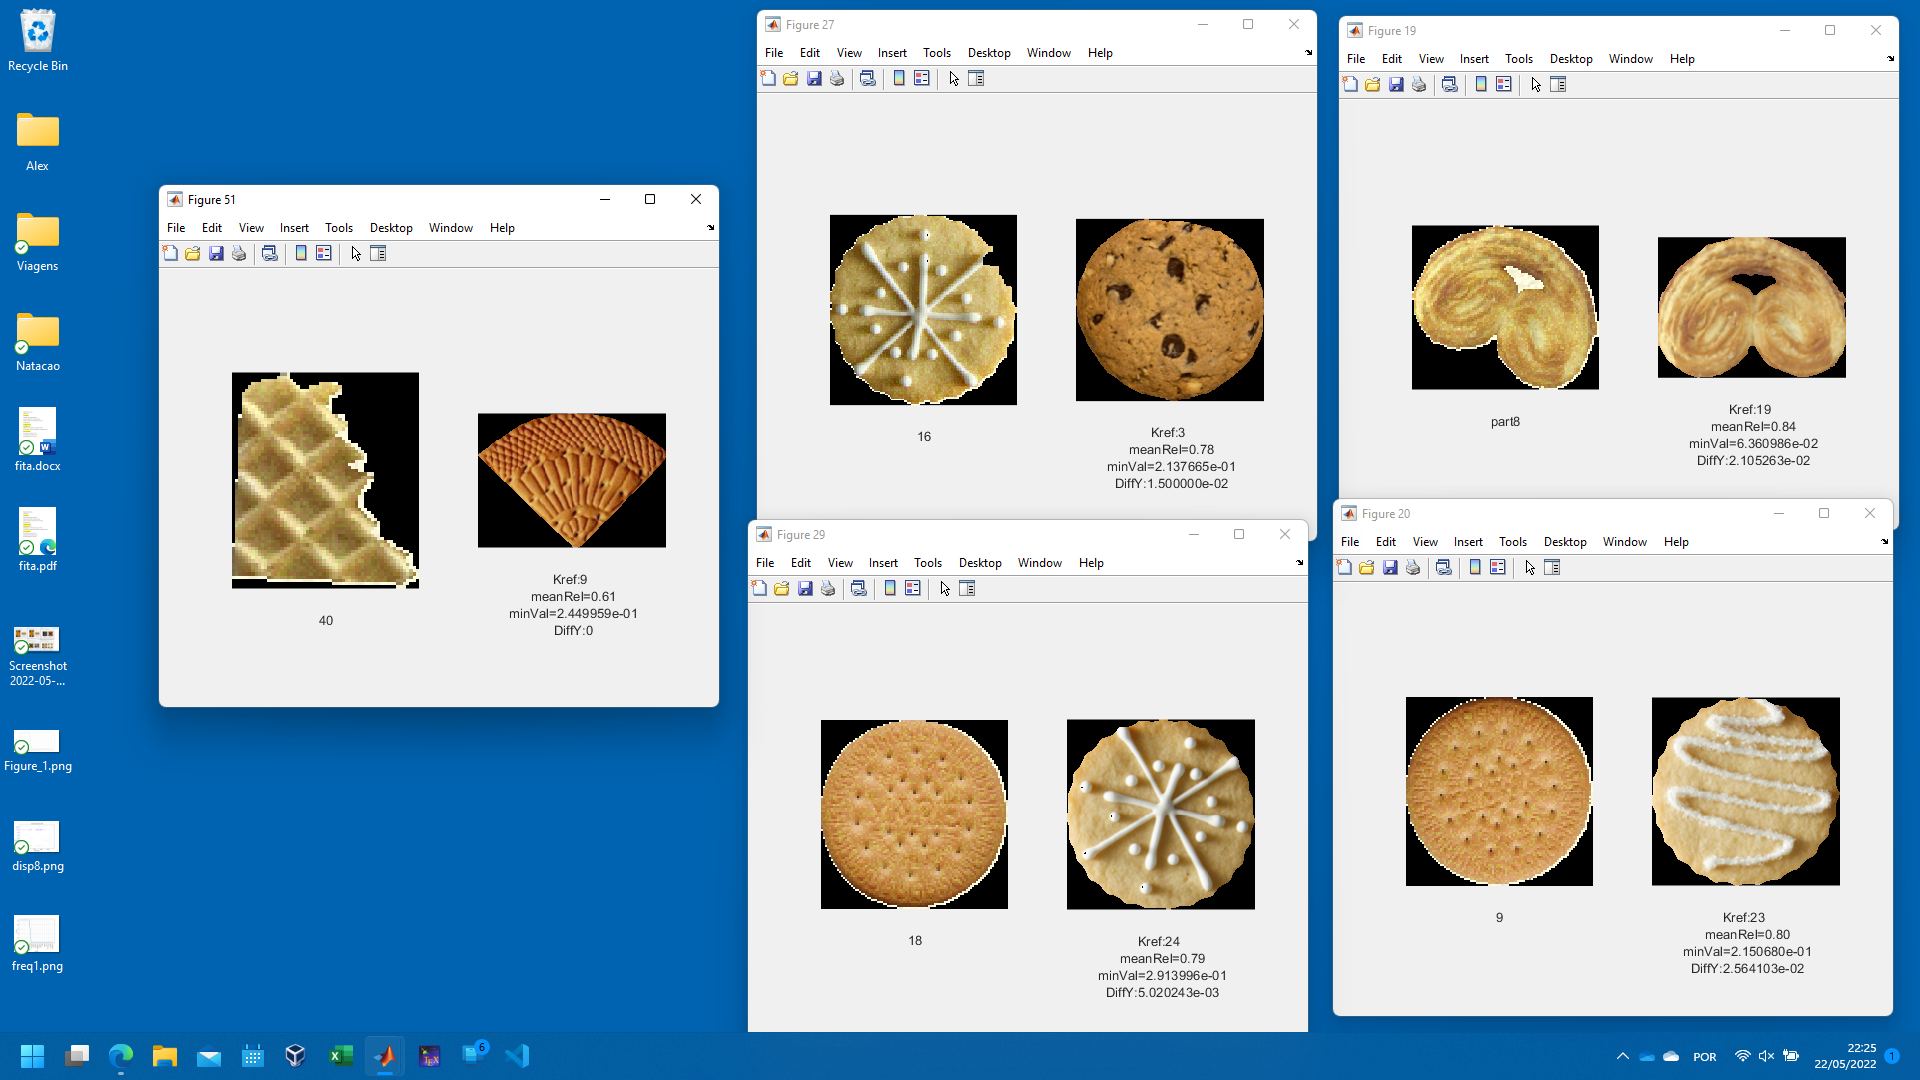 Recycle Bin
Alex
Viagens
Natacao
fita.docx
fita.pdf
Screenshot
2022-05-...
Figure_1.png
disp8.png
freq1.png
Figure 51
File Edit View Insert Tools Desktop Window Help
40
Kref:9
meanRel=0.61
minVal=2.449959e-01
DiffY:0
Figure 27
File Edit View Insert Tools Desktop Window Help
16
Kref:3
meanRel=0.78
minVal=2.137665e-01
DiffY:1.500000e-02
Figure 19
File Edit View Insert Tools Desktop Window Help
part8
Kref:19
meanRel=0.84
minVal=6.360986e-02
DiffY:2.105263e-02
Figure 29
File Edit View Insert Tools Desktop Window Help
18
Kref:24
meanRel=0.79
minVal=2.913996e-01
DiffY:5.020243e-03
Figure 20
File Edit View Insert Tools Desktop Window Help
9
Kref:23
meanRel=0.80
minVal=2.150680e-01
DiffY:2.564103e-02
6
POR
22:25
22/05/2022
1